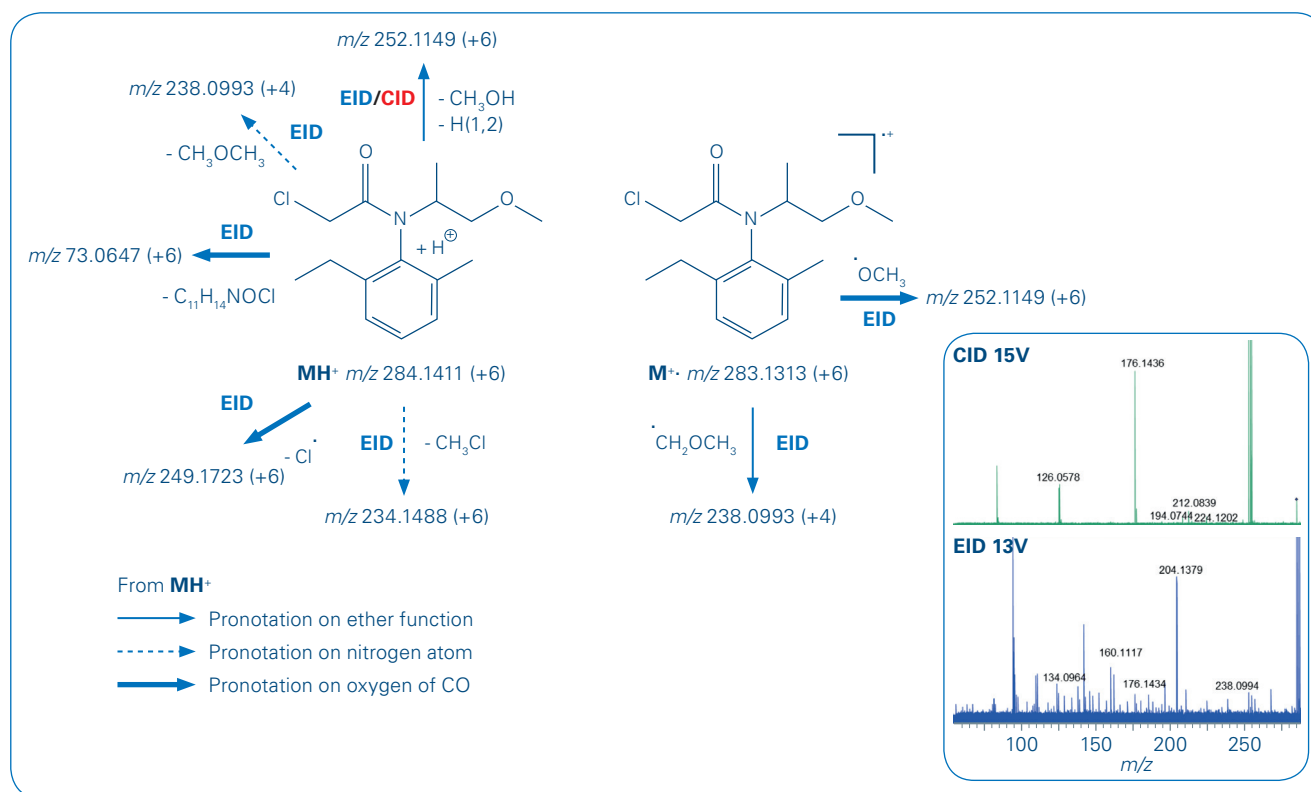 m/z 252.1149 (+6)
m/z 238.0993 (+4)
EID/CID
- CH₃OH
- H(1,2)
EID
- CH₃OCH₃
O
Cl
N
O
+ H⊕
EID
m/z 73.0647 (+6)
- C₁₁H₁₄NOCl
MH⁺ m/z 284.1411 (+6)
EID
- Cl·
m/z 249.1723 (+6)
EID
- CH₃Cl
m/z 234.1488 (+6)
·+
O
Cl
N
O
·OCH₃
EID
m/z 252.1149 (+6)
M⁺· m/z 283.1313 (+6)
·CH₂OCH₃
EID
m/z 238.0993 (+4)
From MH⁺
Pronotation on ether function
Pronotation on nitrogen atom
Pronotation on oxygen of CO
CID 15V
176.1436
126.0578
212.0839
194.0744
224.1202
EID 13V
204.1379
160.1117
134.0964
176.1434
238.0994
100 150 200 250
m/z